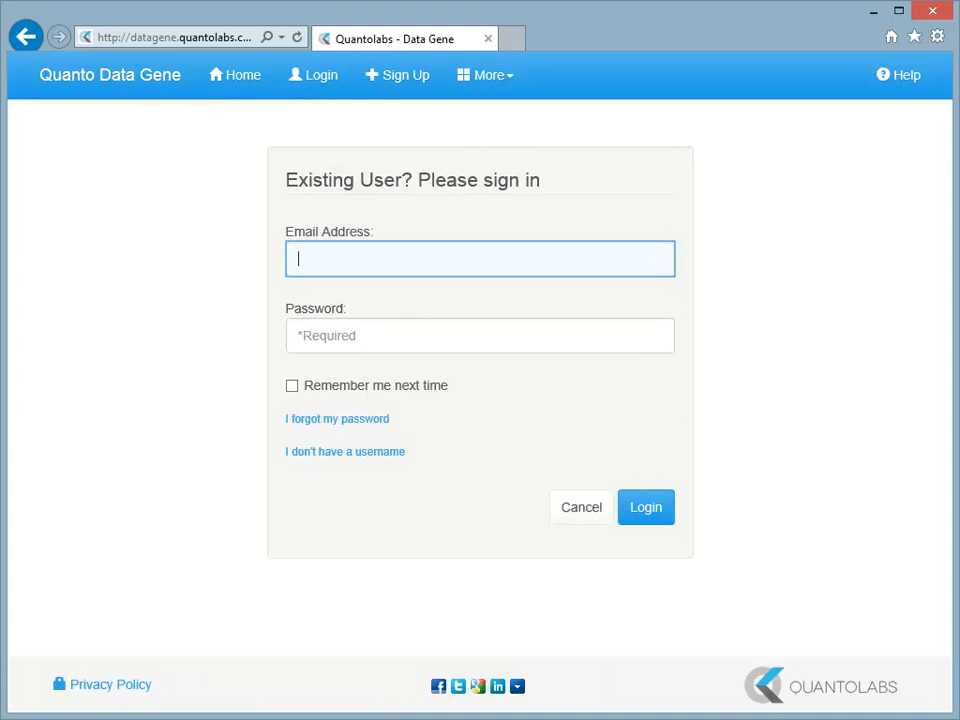 http://datagene.quantolabs.c...
Quantolabs - Data Gene
Quanto Data Gene Home Login Sign Up More Help
Existing User? Please sign in
Email Address:
Password:
*Required
Remember me next time
I forgot my password
I don't have a username
Cancel Login
Privacy Policy
QUANTOLABS